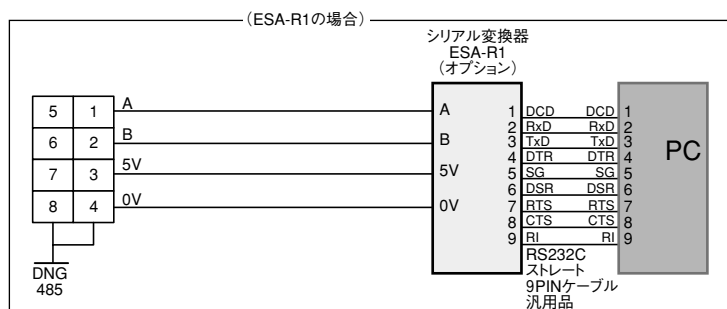 (ESA-R1の場合)
シリアル変換器
ESA-R1
(オプション)
5 1 A A 1 DCD DCD 1
2 RxD RxD 2
6 2 B B 3 TxD TxD 3
4 DTR DTR 4
7 3 5V 5V 5 SG SG 5
6 DSR DSR 6
8 4 0V 0V 7 RTS RTS 7
8 CTS CTS 8
9 RI RI 9
PC
DNG
485
RS232C
ストレート
9PINケーブル
汎用品